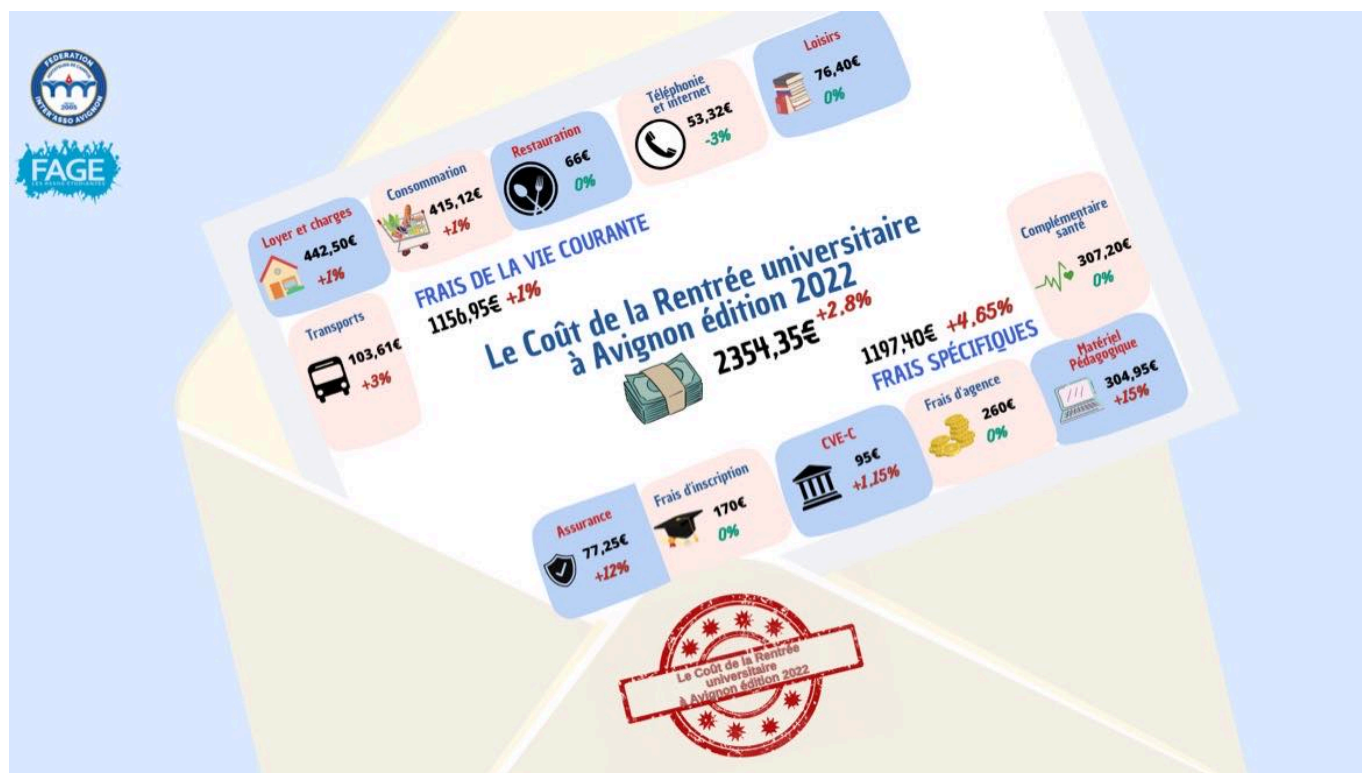 FEDERATION
INTER'ASSO AVIGNON
2005
FAGE
Loyer et charges
442,50€
+1%
Consommation
415,12€
+1%
Restauration
66€
0%
Téléphonie
et internet
53,32€
-3%
Loisirs
76,40€
0%
Transports
103,61€
+3%
FRAIS DE LA VIE COURANTE
1156,95€ +1%
Le Coût de la Rentrée universitaire
à Avignon édition 2022
2354,35€ +2,8%
1197,40€ +4,65%
FRAIS SPÉCIFIQUES
Complémentaire
santé
307,20€
0%
Matériel
Pédagogique
304,95€
+15%
Frais d'agence
260€
0%
CVE-C
95€
+1,15%
Frais d'inscription
170€
0%
Assurance
77,25€
+12%
Le Coût de la Rentrée
universitaire
à Avignon édition 2022